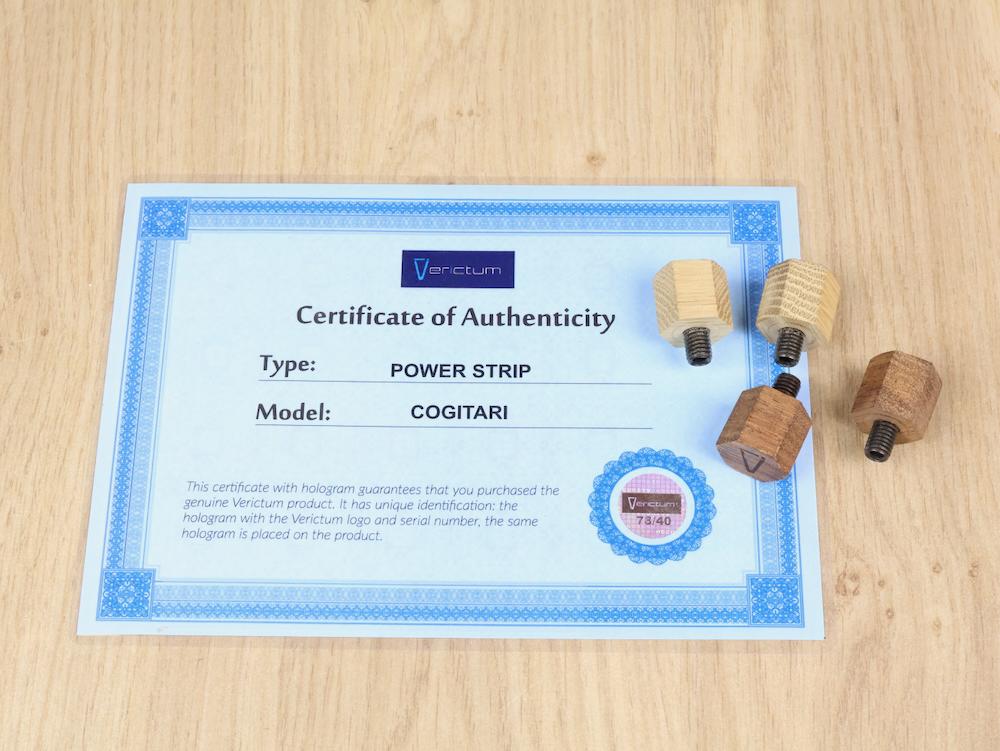 Verictum
Certificate of Authenticity
Type: POWER STRIP
Model: COGITARI
This certificate with hologram guarantees that you purchased the
genuine Verictum product. It has unique identification: the
hologram with the Verictum logo and serial number, the same
hologram is placed on the product.
Verictum
73/40